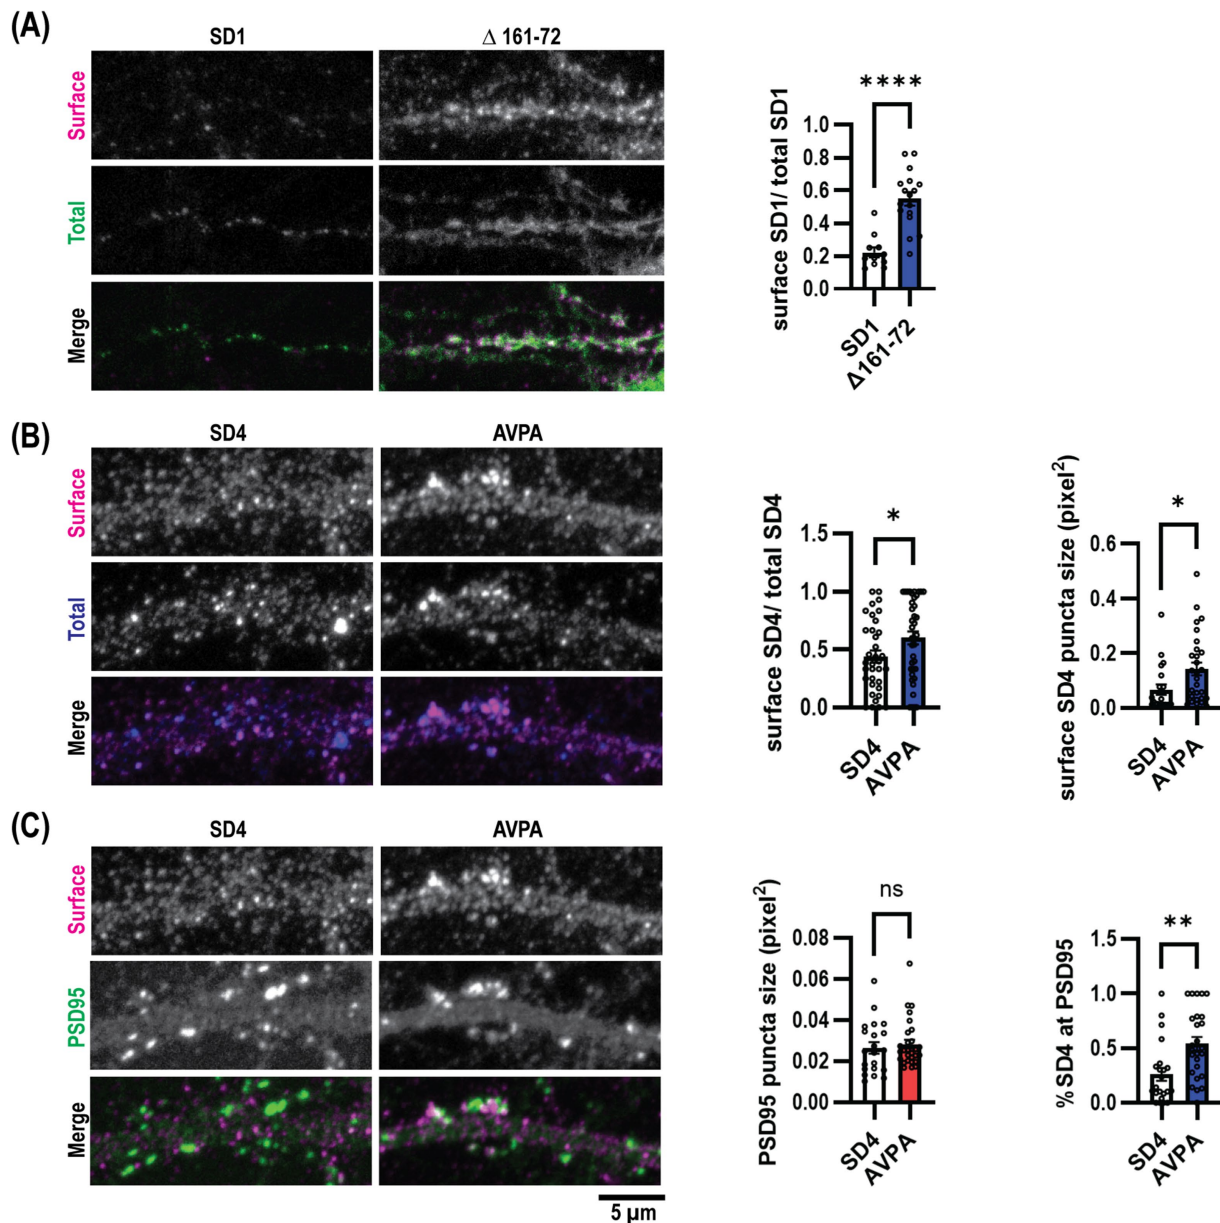 (A)
SD1
Δ 161-72
Surface
Total
Merge
****
surface SD1/ total SD1
1.0
0.8
0.6
0.4
0.2
0.0
SD1
Δ161-72
(B)
SD4
AVPA
Surface
Total
Merge
*
surface SD4/ total SD4
1.5
1.0
0.5
0.0
SD4
AVPA
*
surface SD4 puncta size (pixel²)
0.6
0.4
0.2
0.0
SD4
AVPA
(C)
SD4
AVPA
Surface
PSD95
Merge
5 µm
ns
PSD95 puncta size (pixel²)
0.08
0.06
0.04
0.02
0.00
SD4
AVPA
**
% SD4 at PSD95
1.5
1.0
0.5
0.0
SD4
AVPA